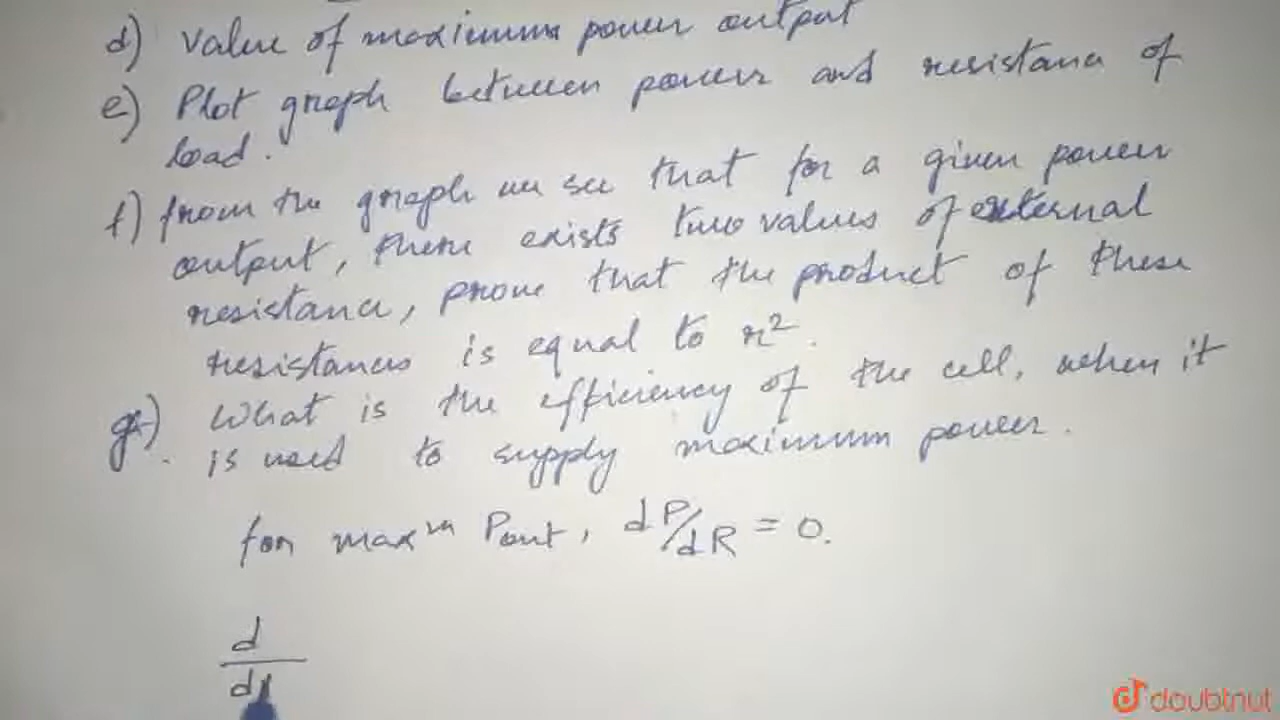 d) value of maximum power output
e) Plot graph between power and resistance of
load.
f) from the graph we see that for a given power
output, there exists two values of external
resistance, prove that the product of these
resistances is equal to r².
g) What is the efficiency of the cell, when it
is used to supply maximum power.
for maxᵐ Pout, dP/dR = 0.
d
d
doubtnut